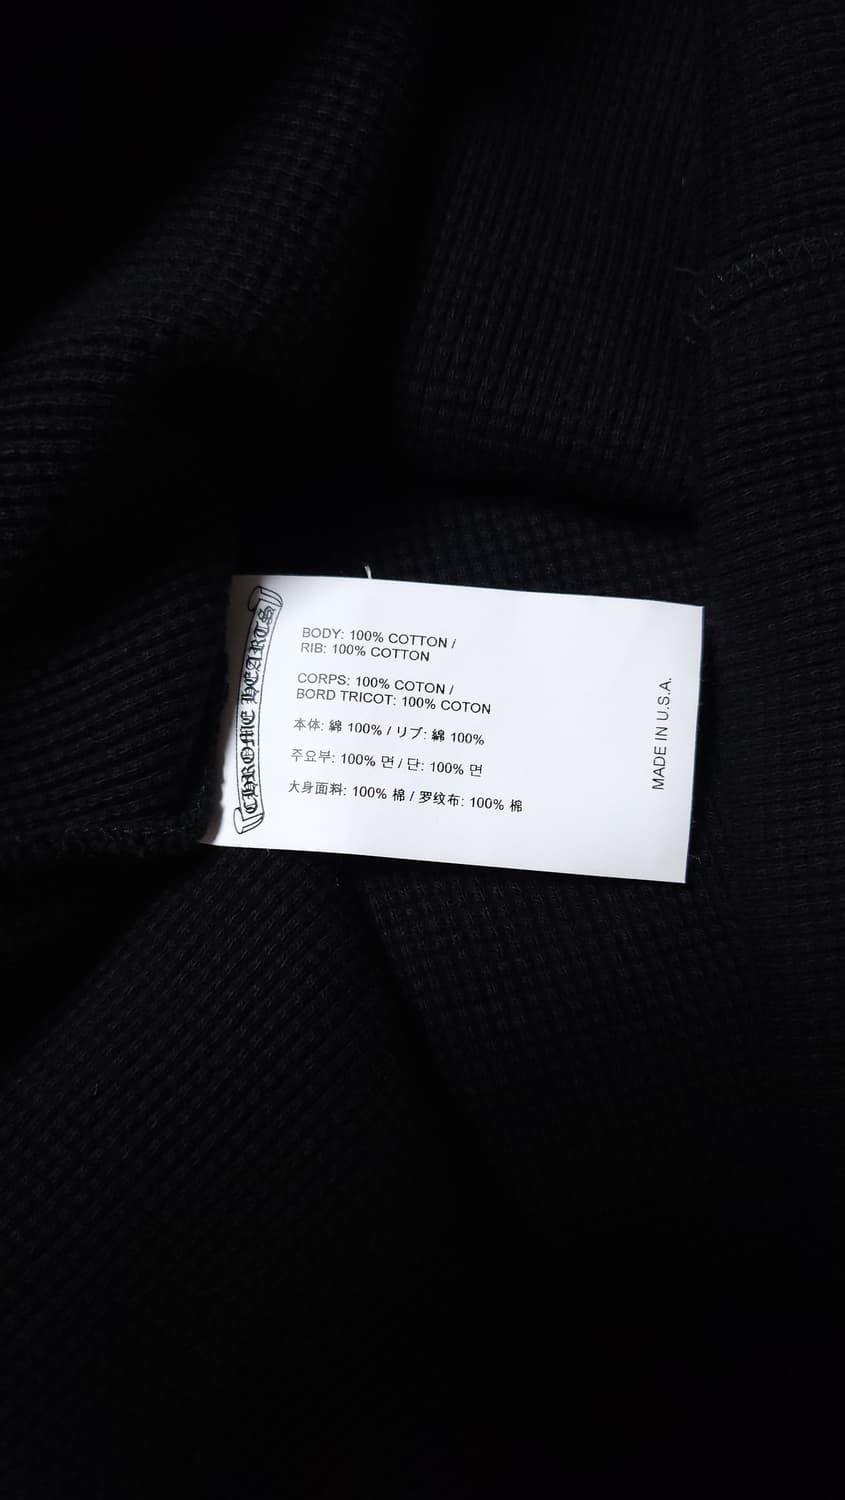 CHROME HEARTS
BODY: 100% COTTON /
RIB: 100% COTTON
CORPS: 100% COTON /
BORD TRICOT: 100% COTON
本体: 綿 100% / リブ: 綿 100%
주요부: 100% 면 / 단: 100% 면
大身面料: 100% 棉 / 罗纹布: 100% 棉
MADE IN U.S.A.